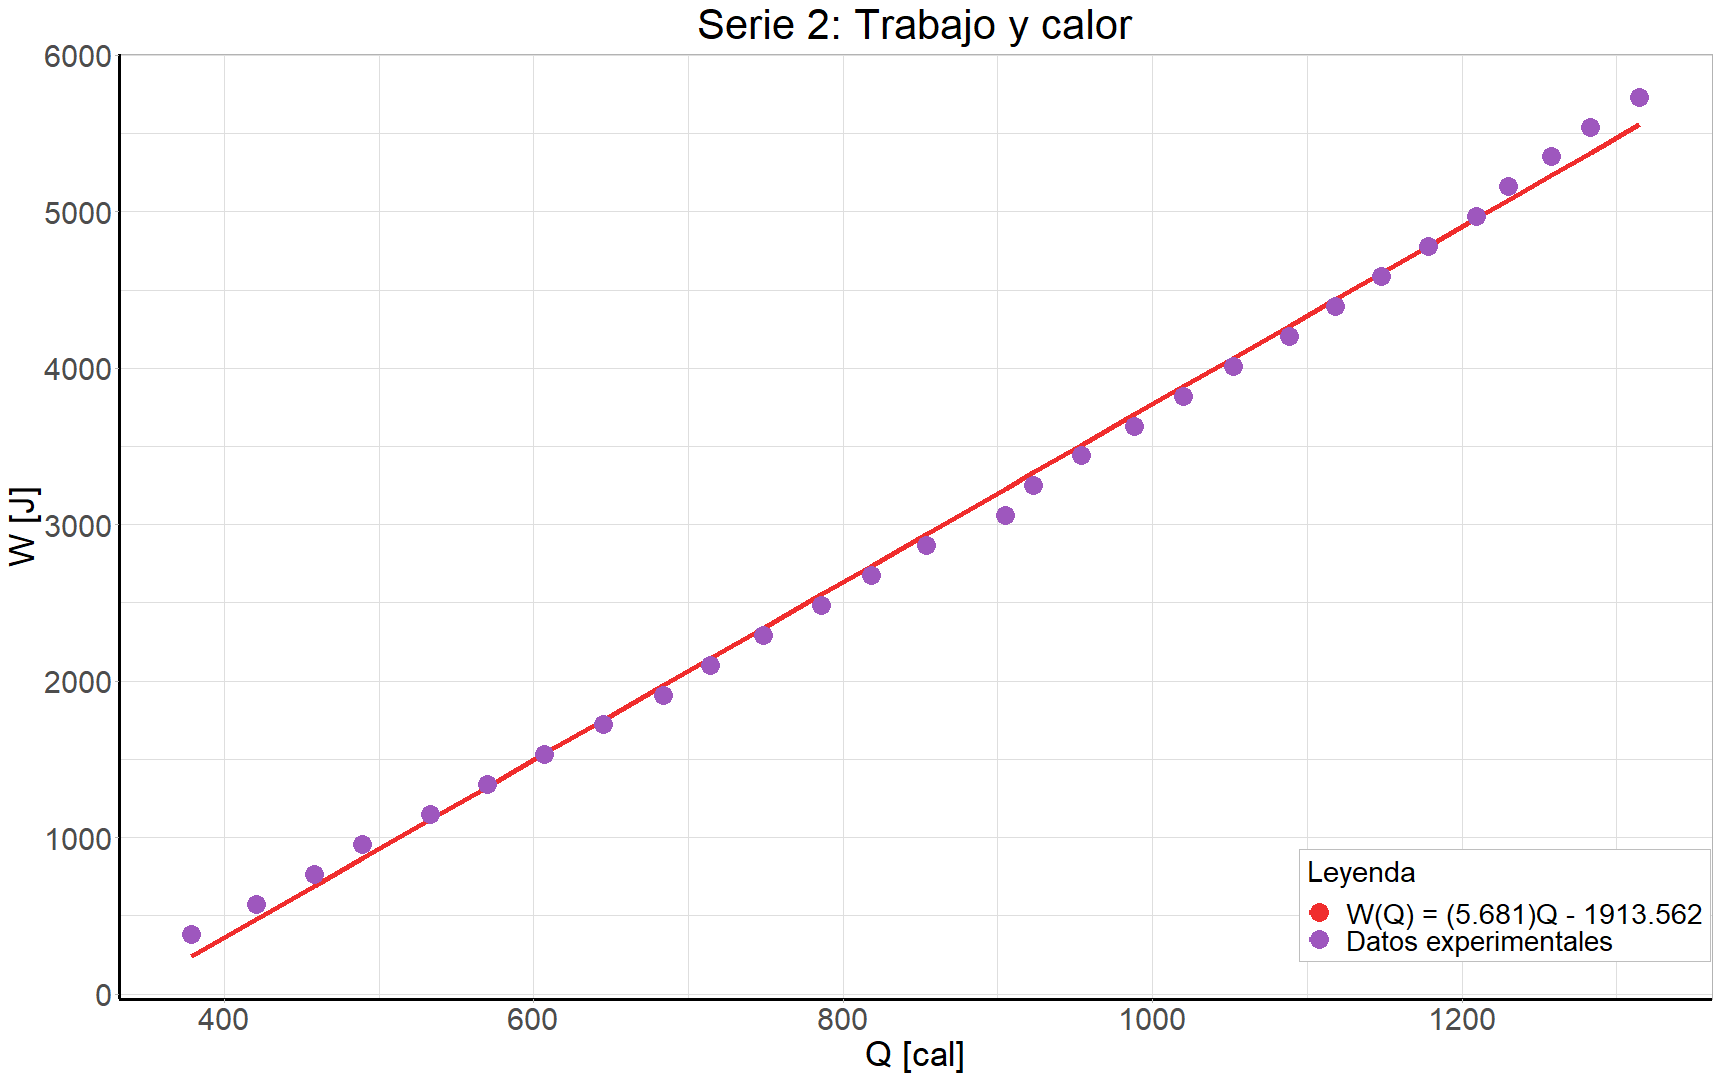 Serie 2: Trabajo y calor
6000
5000
4000
3000
2000
1000
0
W [J]
400
600
800
1000
1200
Q [cal]
Leyenda
W(Q) = (5.681)Q - 1913.562
Datos experimentales